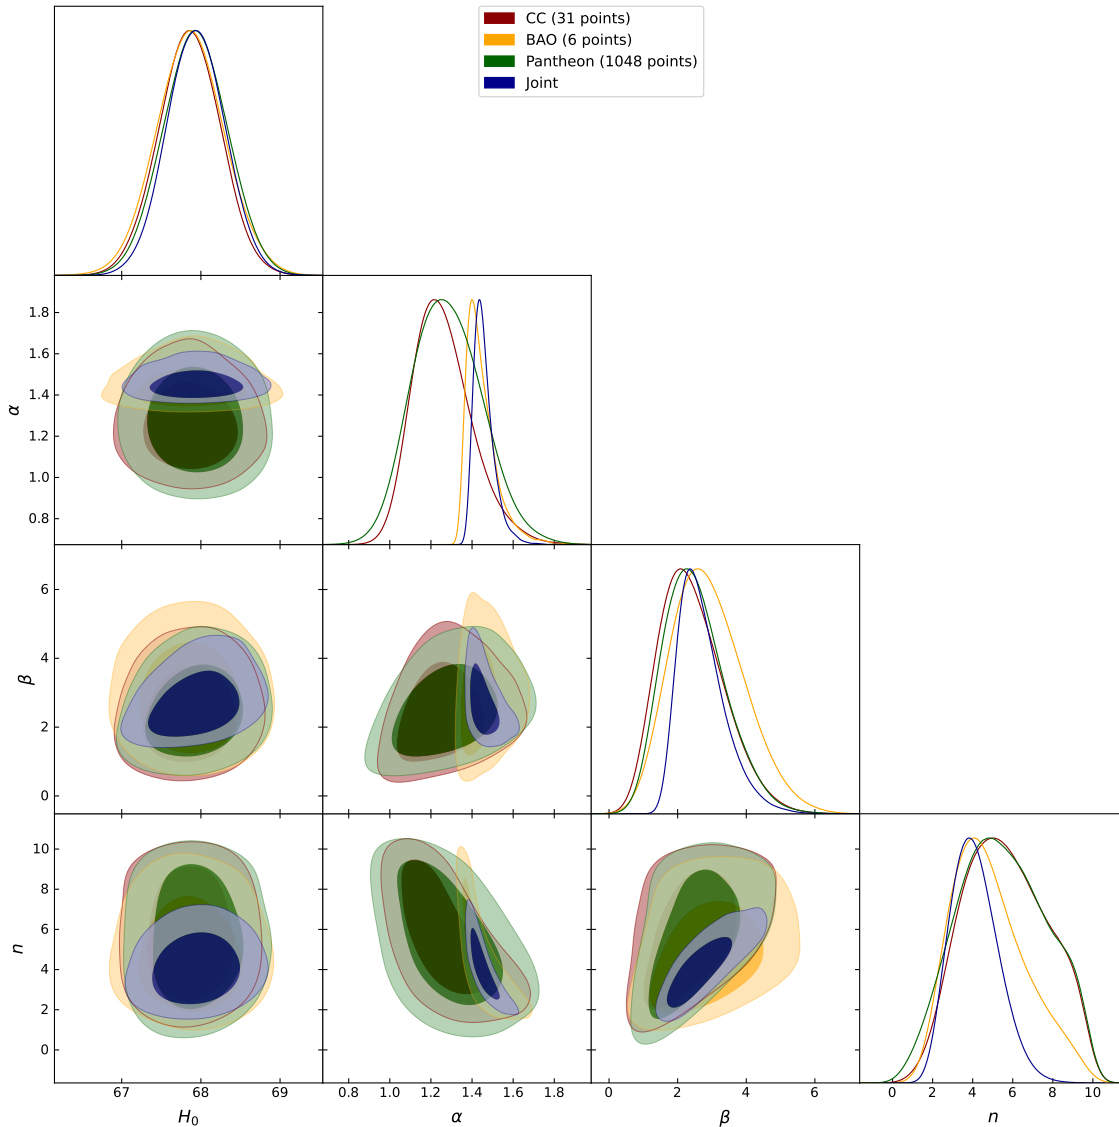 CC (31 points)
BAO (6 points)
Pantheon (1048 points)
Joint
1.8
1.6
1.4
1.2
1.0
0.8
α
6
4
2
0
β
10
8
6
4
2
0
n
67 68 69
0.8 1.0 1.2 1.4 1.6 1.8
0 2 4 6
0 2 4 6 8 10
H₀ α β n